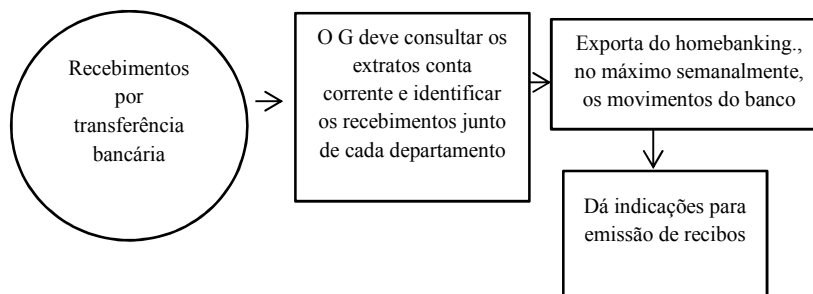 Recebimentos
por
transferência
bancária
O G deve consultar os
extratos conta
corrente e identificar
os recebimentos junto
de cada departamento
Exporta do homebanking.,
no máximo semanalmente,
os movimentos do banco
Dá indicações para
emissão de recibos